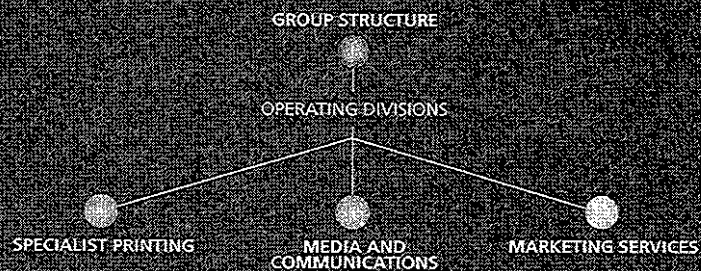 GROUP STRUCTURE
OPERATING DIVISIONS
SPECIALIST PRINTING
MEDIA AND
COMMUNICATIONS
MARKETING SERVICES